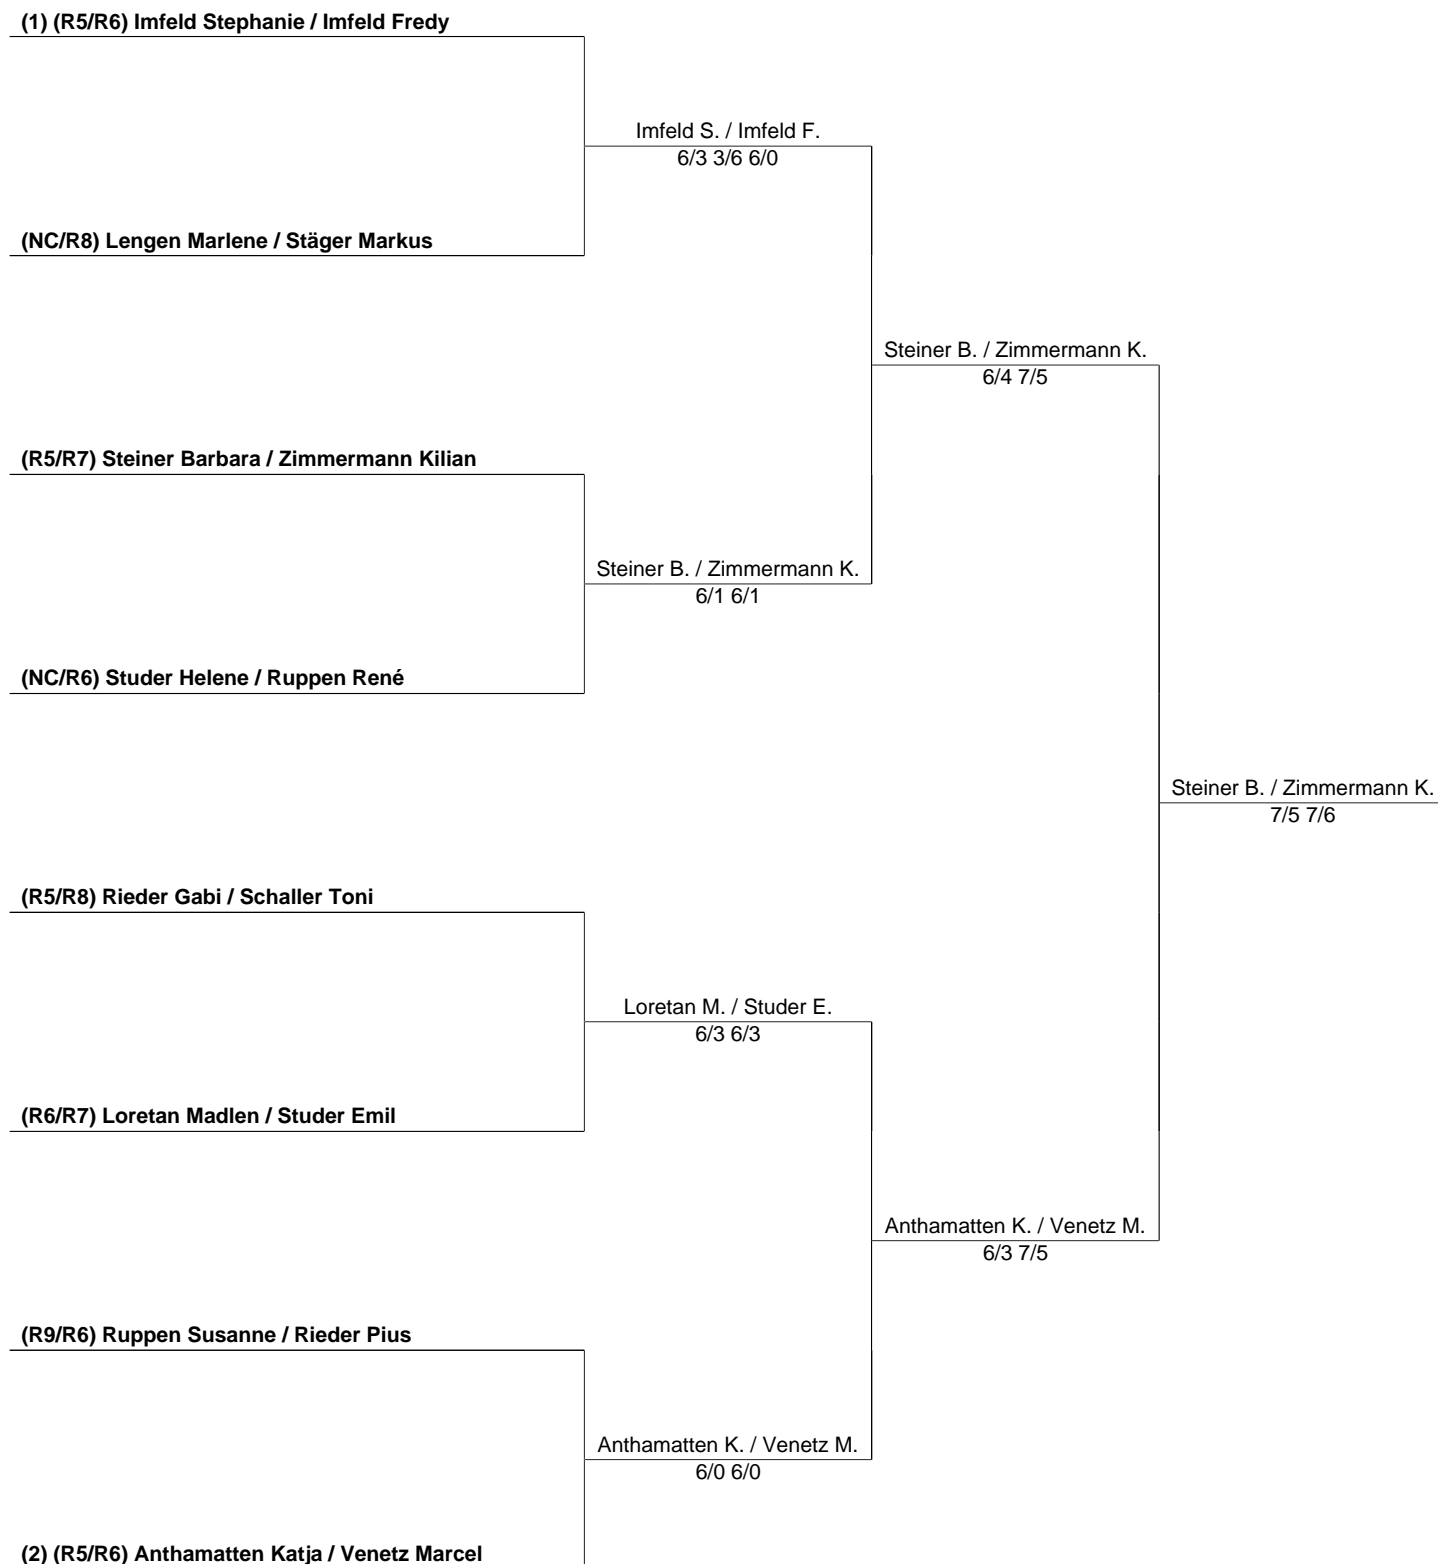 (1) (R5/R6) Imfeld Stephanie / Imfeld Fredy
Imfeld S. / Imfeld F.
6/3 3/6 6/0
(NC/R8) Lengen Marlene / Stäger Markus
Steiner B. / Zimmermann K.
6/4 7/5
(R5/R7) Steiner Barbara / Zimmermann Kilian
Steiner B. / Zimmermann K.
6/1 6/1
(NC/R6) Studer Helene / Ruppen René
Steiner B. / Zimmermann K.
7/5 7/6
(R5/R8) Rieder Gabi / Schaller Toni
Loretan M. / Studer E.
6/3 6/3
(R6/R7) Loretan Madlen / Studer Emil
Anthamatten K. / Venetz M.
6/3 7/5
(R9/R6) Ruppen Susanne / Rieder Pius
Anthamatten K. / Venetz M.
6/0 6/0
(2) (R5/R6) Anthamatten Katja / Venetz Marcel